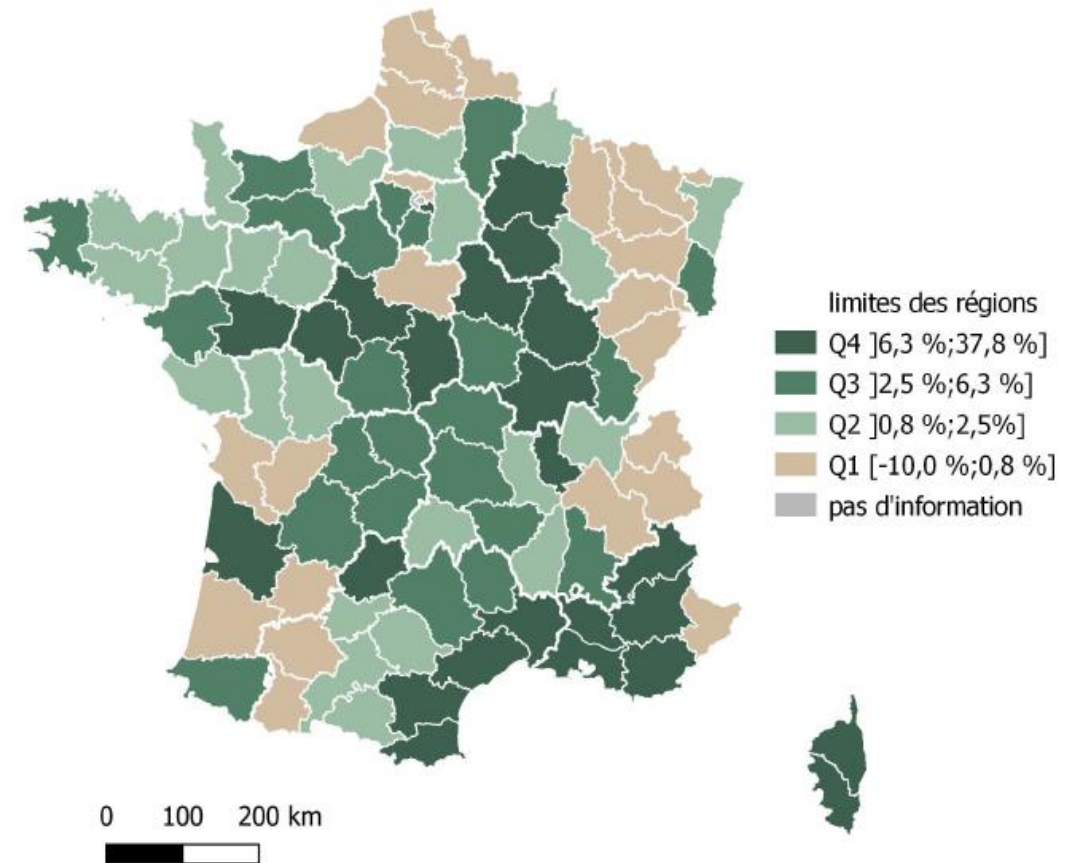 limites des régions
Q4 ]6,3 %;37,8 %]
Q3 ]2,5 %;6,3 %]
Q2 ]0,8 %;2,5%]
Q1 [-10,0 %;0,8 %]
pas d'information
0 100 200 km